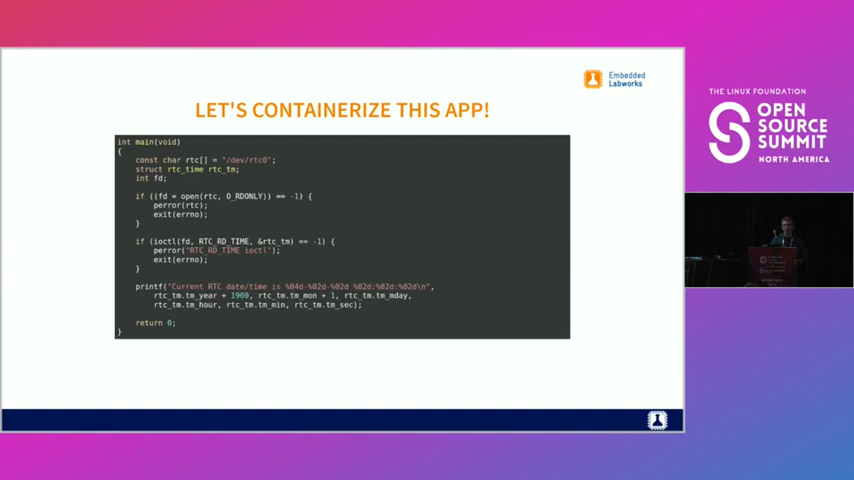 Embedded
Labworks
LET'S CONTAINERIZE THIS APP!
int main(void)
{
    const char rtc[] = "/dev/rtc0";
    struct rtc_time rtc_tm;
    int fd;

    if ((fd = open(rtc, O_RDONLY)) == -1) {
        perror(rtc);
        exit(errno);
    }

    if (ioctl(fd, RTC_RD_TIME, &rtc_tm) == -1) {
        perror("RTC_RD_TIME ioctl");
        exit(errno);
    }

    printf("Current RTC date/time is %04d-%02d-%02d %02d:%02d:%02d\n",
        rtc_tm.tm_year + 1900, rtc_tm.tm_mon + 1, rtc_tm.tm_mday,
        rtc_tm.tm_hour, rtc_tm.tm_min, rtc_tm.tm_sec);

    return 0;
}
THE LINUX FOUNDATION
OPEN
SOURCE
SUMMIT
NORTH AMERICA